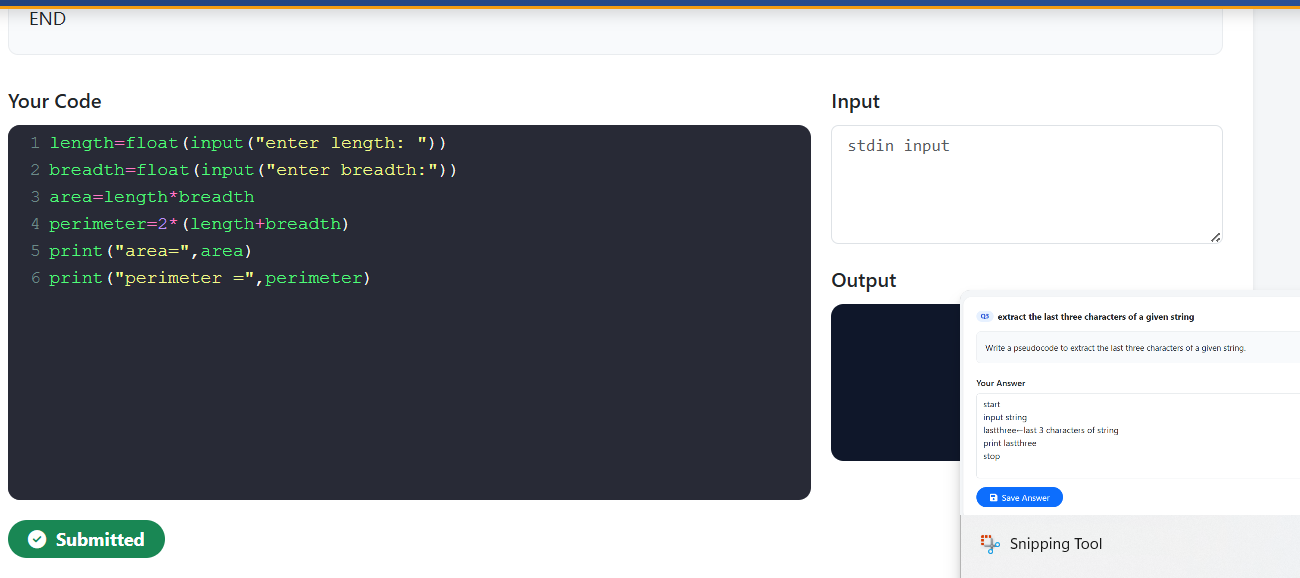 END
Your Code
1 length=float(input("enter length: "))
2 breadth=float(input("enter breadth:"))
3 area=length*breadth
4 perimeter=2*(length+breadth)
5 print("area=",area)
6 print("perimeter =",perimeter)
Submitted
Input
stdin input
Output
Q5 extract the last three characters of a given string
Write a pseudocode to extract the last three characters of a given string.
Your Answer
start
input string
lastthree←last 3 characters of string
print lastthree
stop
Save Answer
Snipping Tool